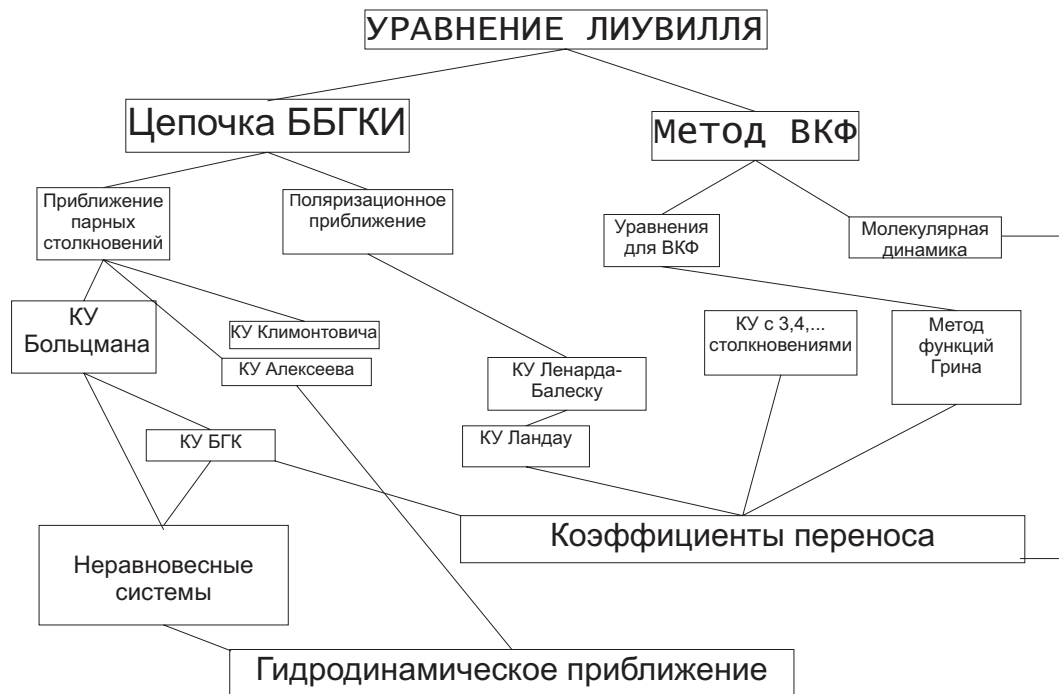 УРАВНЕНИЕ ЛИУВИЛЛЯ
Цепочка ББГКИ
Метод ВКФ
Приближение
парных
столкновений
Поляризационное
приближение
Уравнения
для ВКФ
Молекулярная
динамика
КУ
Больцмана
КУ Климонтовича
КУ Алексеева
КУ Ленарда-
Балеску
КУ с 3,4,...
столкновениями
Метод
функций
Грина
КУ БГК
КУ Ландау
Коэффициенты переноса
Неравновесные
системы
Гидродинамическое приближение